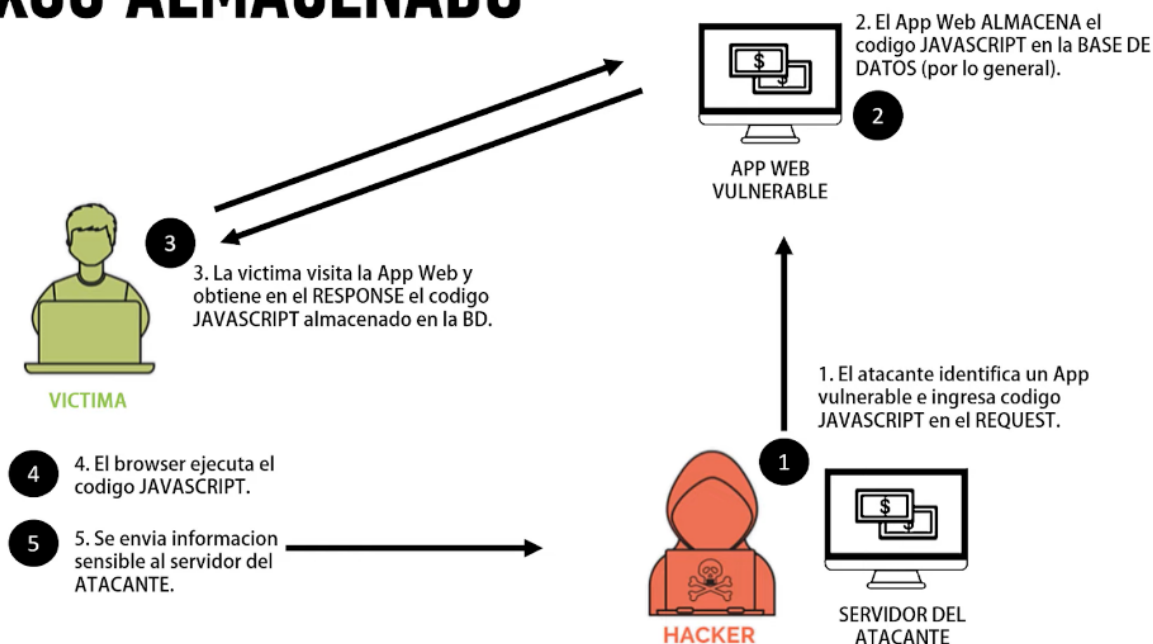 XSS ALMACENADO
2. El App Web ALMACENA el
codigo JAVASCRIPT en la BASE DE
DATOS (por lo general).
$
$
2
APP WEB
VULNERABLE
3
3. La victima visita la App Web y
obtiene en el RESPONSE el codigo
JAVASCRIPT almacenado en la BD.
VICTIMA
1. El atacante identifica un App
vulnerable e ingresa codigo
JAVASCRIPT en el REQUEST.
1
4
4. El browser ejecuta el
codigo JAVASCRIPT.
5
5. Se envia informacion
sensible al servidor del
ATACANTE.
$
$
HACKER
SERVIDOR DEL
ATACANTE